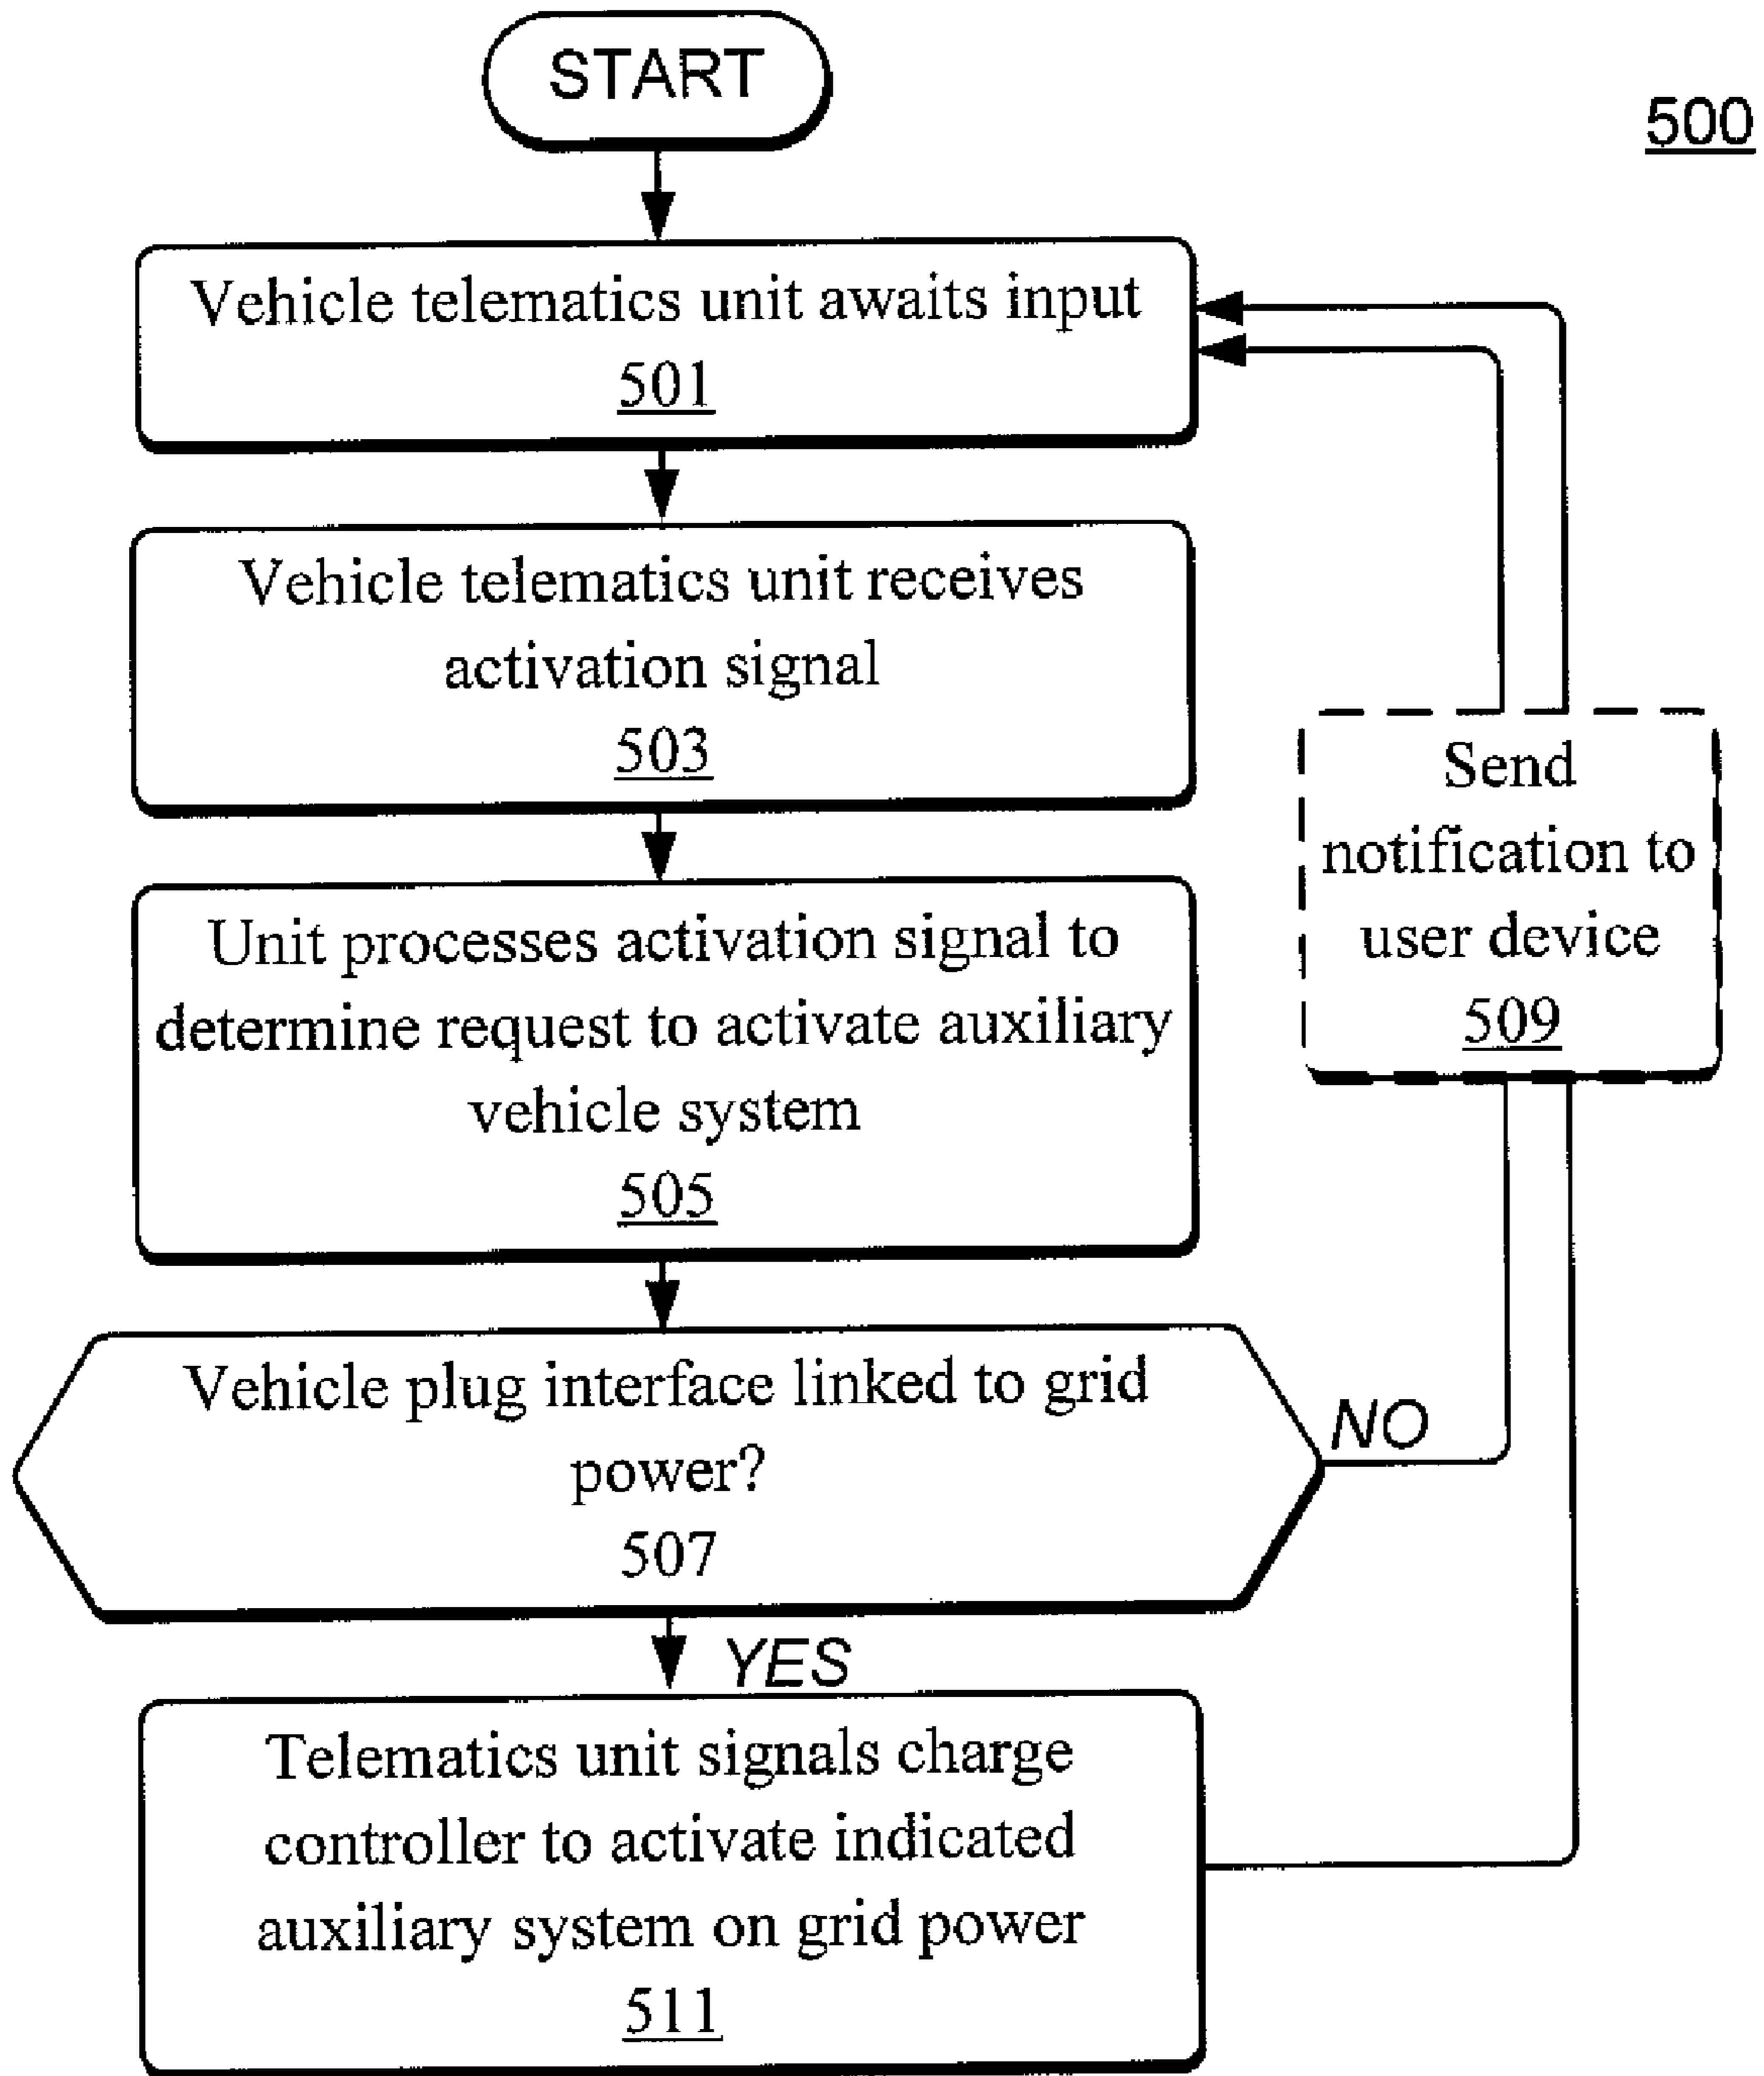 START
500
Vehicle telematics unit awaits input
501
Vehicle telematics unit receives
activation signal
503
Unit processes activation signal to
determine request to activate auxiliary
vehicle system
505
Send
notification to
user device
509
Vehicle plug interface linked to grid
power?
507
NO
YES
Telematics unit signals charge
controller to activate indicated
auxiliary system on grid power
511